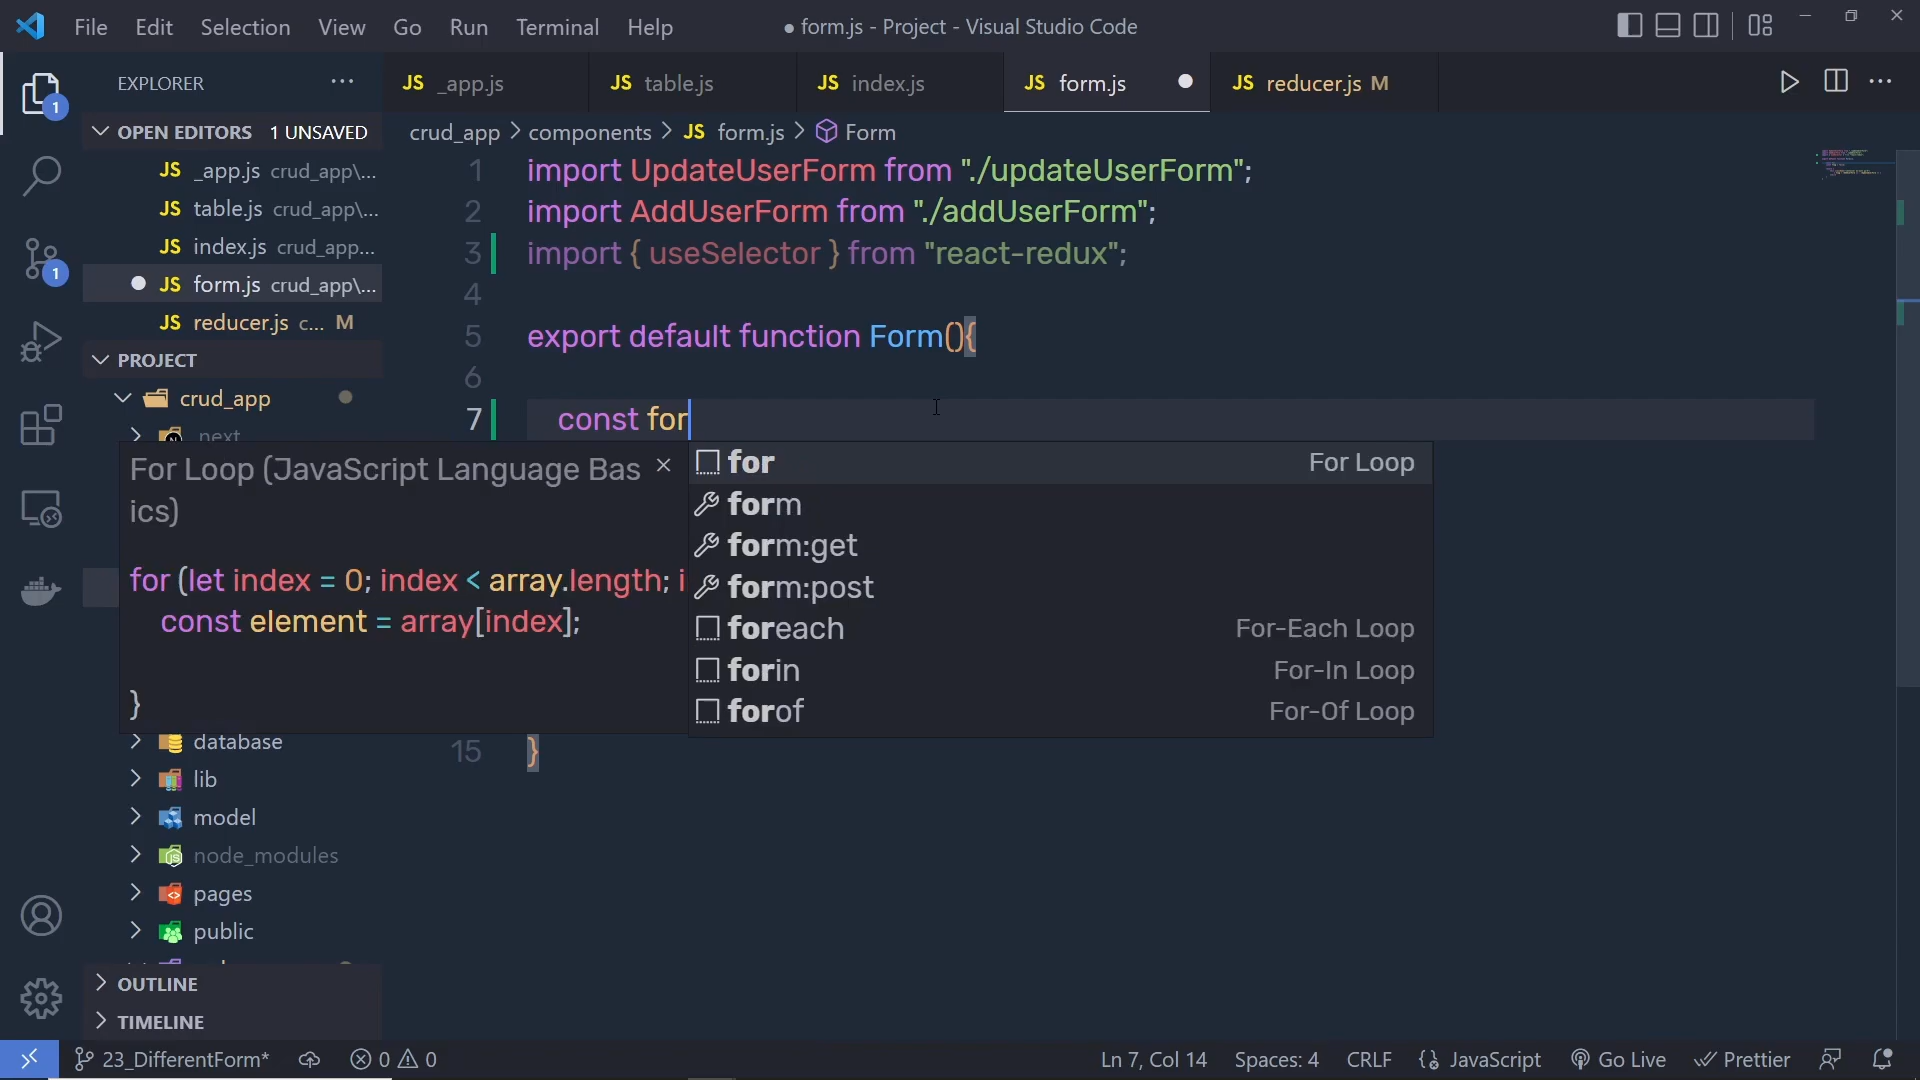 File Edit Selection View Go Run Terminal Help ● form.js - Project - Visual Studio Code
EXPLORER ···
JS _app.js JS table.js JS index.js JS form.js ● JS reducer.js M
OPEN EDITORS 1 UNSAVED
JS _app.js crud_app\...
JS table.js crud_app\...
JS index.js crud_app...
● JS form.js crud_app\...
JS reducer.js c... M
PROJECT
crud_app
.next
database
lib
model
node_modules
pages
public
OUTLINE
TIMELINE
1
1
crud_app > components > JS form.js > Form
1 import UpdateUserForm from "./updateUserForm";
2 import AddUserForm from "./addUserForm";
3 import { useSelector } from "react-redux";
4
5 export default function Form(){
6
7 const for
For Loop (JavaScript Language Bas
ics)
for (let index = 0; index < array.length; i
const element = array[index];
}
for For Loop
form
form:get
form:post
foreach For-Each Loop
forin For-In Loop
forof For-Of Loop
15 }
23_DifferentForm* 0 0 Ln 7, Col 14 Spaces: 4 CRLF JavaScript Go Live Prettier